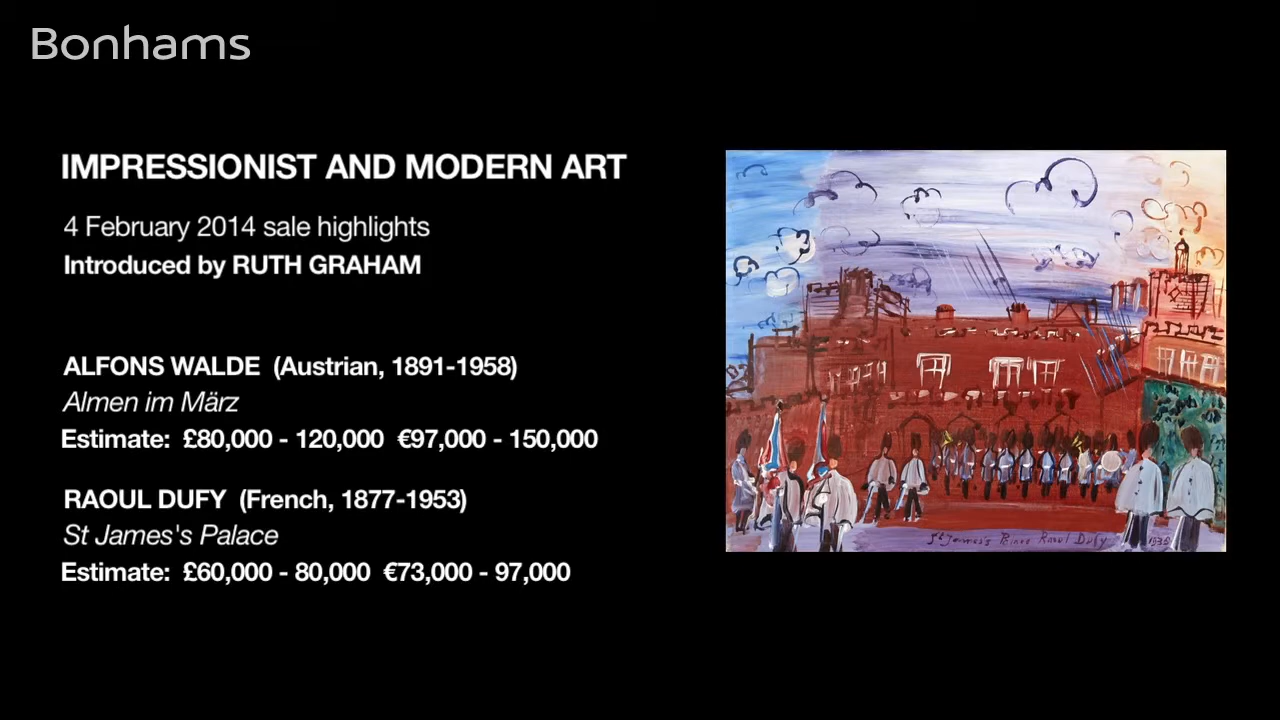 Bonhams
IMPRESSIONIST AND MODERN ART
4 February 2014 sale highlights
Introduced by RUTH GRAHAM
ALFONS WALDE (Austrian, 1891-1958)
Almen im März
Estimate: £80,000 - 120,000 €97,000 - 150,000
RAOUL DUFY (French, 1877-1953)
St James's Palace
Estimate: £60,000 - 80,000 €73,000 - 97,000
St James's Palace Raoul Dufy